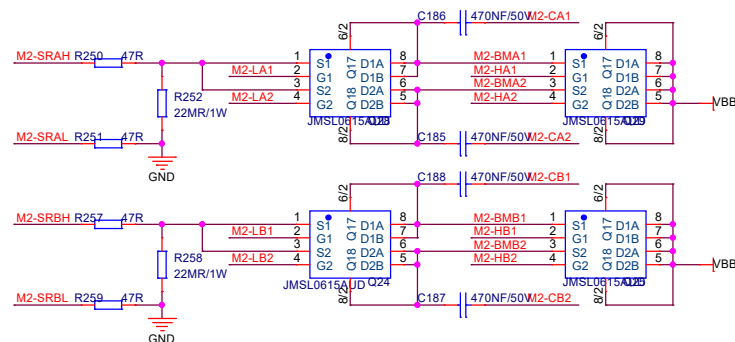 C186 470NF/50V M2-CA1
6/2 6/2
M2-SRAH R250 47R 1 S1 Q17 D1A 8 M2-BMA1 1 S1 Q17 D1A 8
M2-LA1 2 G1 D1B 7 M2-HA1 2 G1 D1B 7
3 S2 Q18 D2A 6 M2-BMA2 3 S2 Q18 D2A 6
R252 M2-LA2 4 G2 D2B 5 M2-HA2 4 G2 D2B 5 VBB
22MR/1W
JMSL0615AUD JMSL0615AUD
M2-SRAL R251 47R 8/2 C185 470NF/50V M2-CA2 8/2
GND
C188 470NF/50V M2-CB1
6/2 6/2
M2-SRBH R257 47R 1 S1 Q17 D1A 8 M2-BMB1 1 S1 Q17 D1A 8
M2-LB1 2 G1 D1B 7 M2-HB1 2 G1 D1B 7
3 S2 Q18 D2A 6 M2-BMB2 3 S2 Q18 D2A 6
R258 M2-LB2 4 G2 D2B 5 M2-HB2 4 G2 D2B 5 VBB
22MR/1W
JMSL0615AUD Q24 JMSL0615AUD
M2-SRBL R259 47R 8/2 C187 470NF/50V M2-CB2 8/2
GND